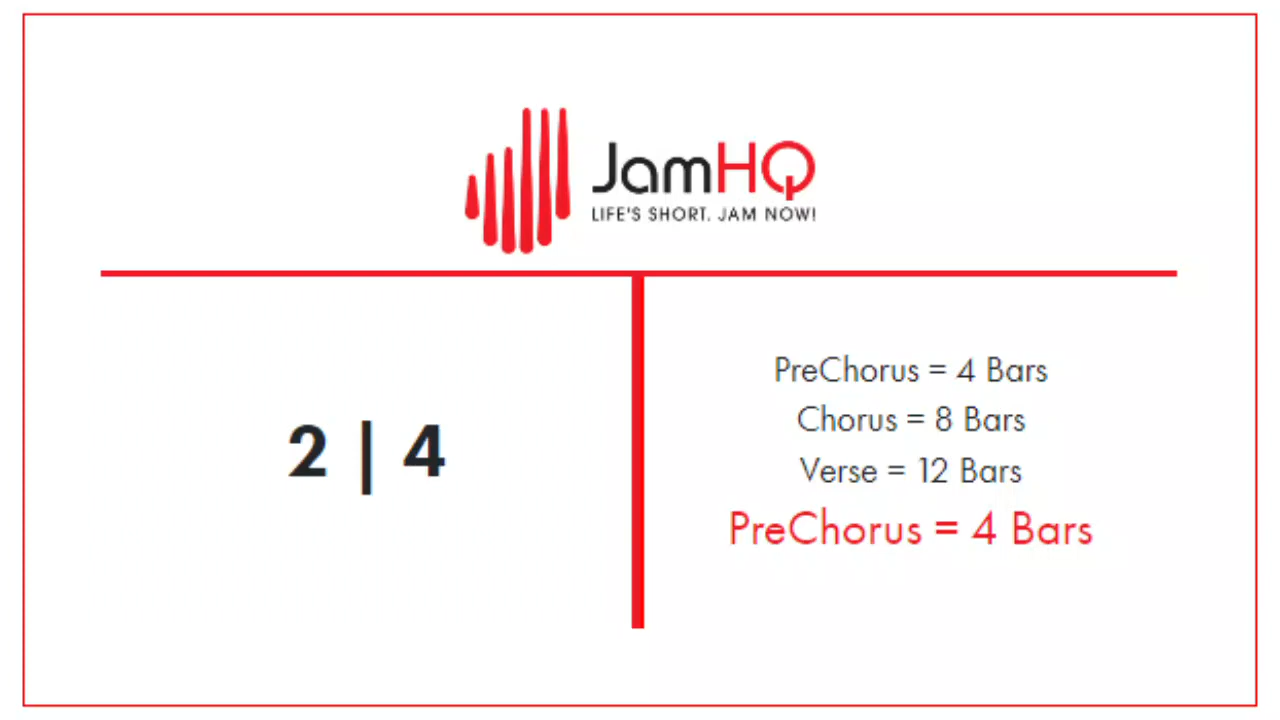 JamHQ
LIFE'S SHORT. JAM NOW!
2 | 4
PreChorus = 4 Bars
Chorus = 8 Bars
Verse = 12 Bars
PreChorus = 4 Bars